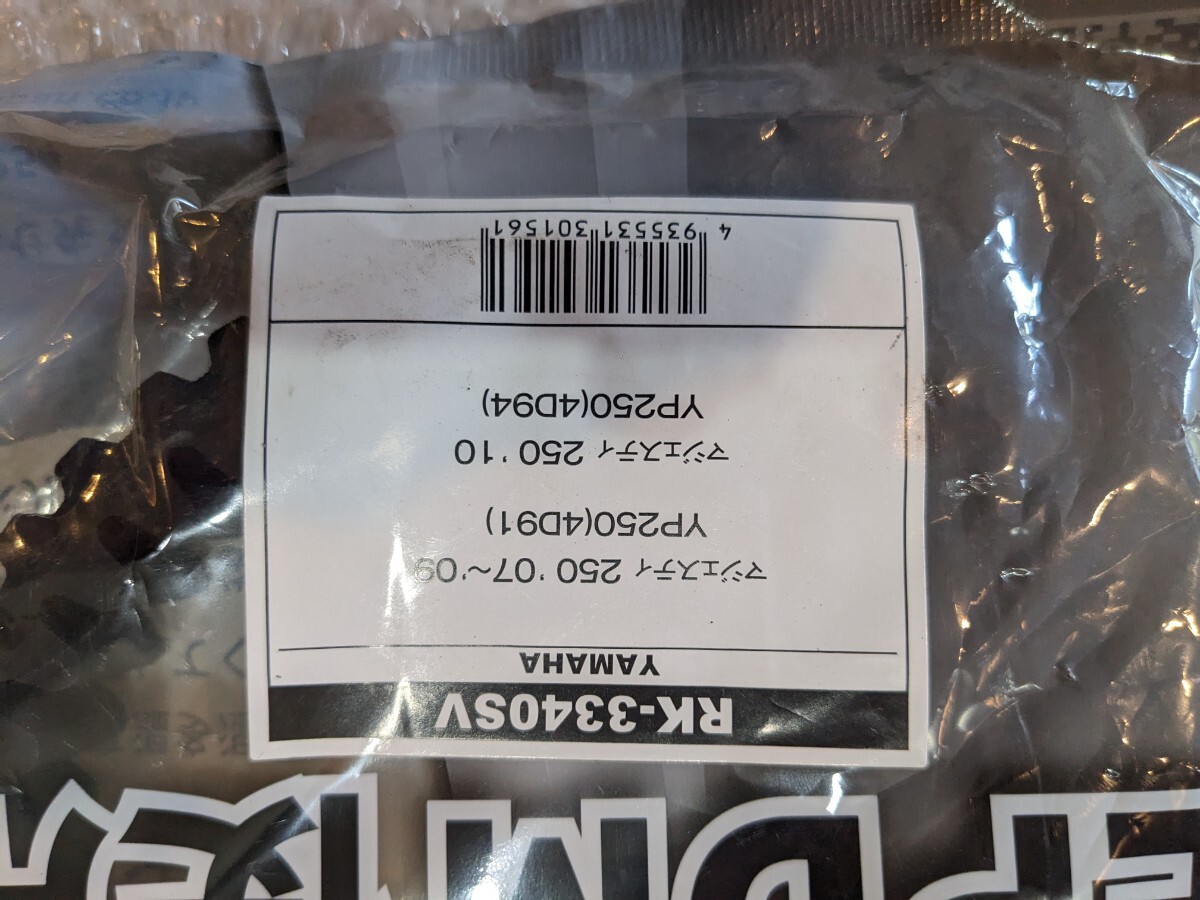 RK-3340SV
YAMAHA
マジェスティ 250 '07～'09
YP250(4D91)
マジェスティ 250 '10
YP250(4D94)
4 935531 301561